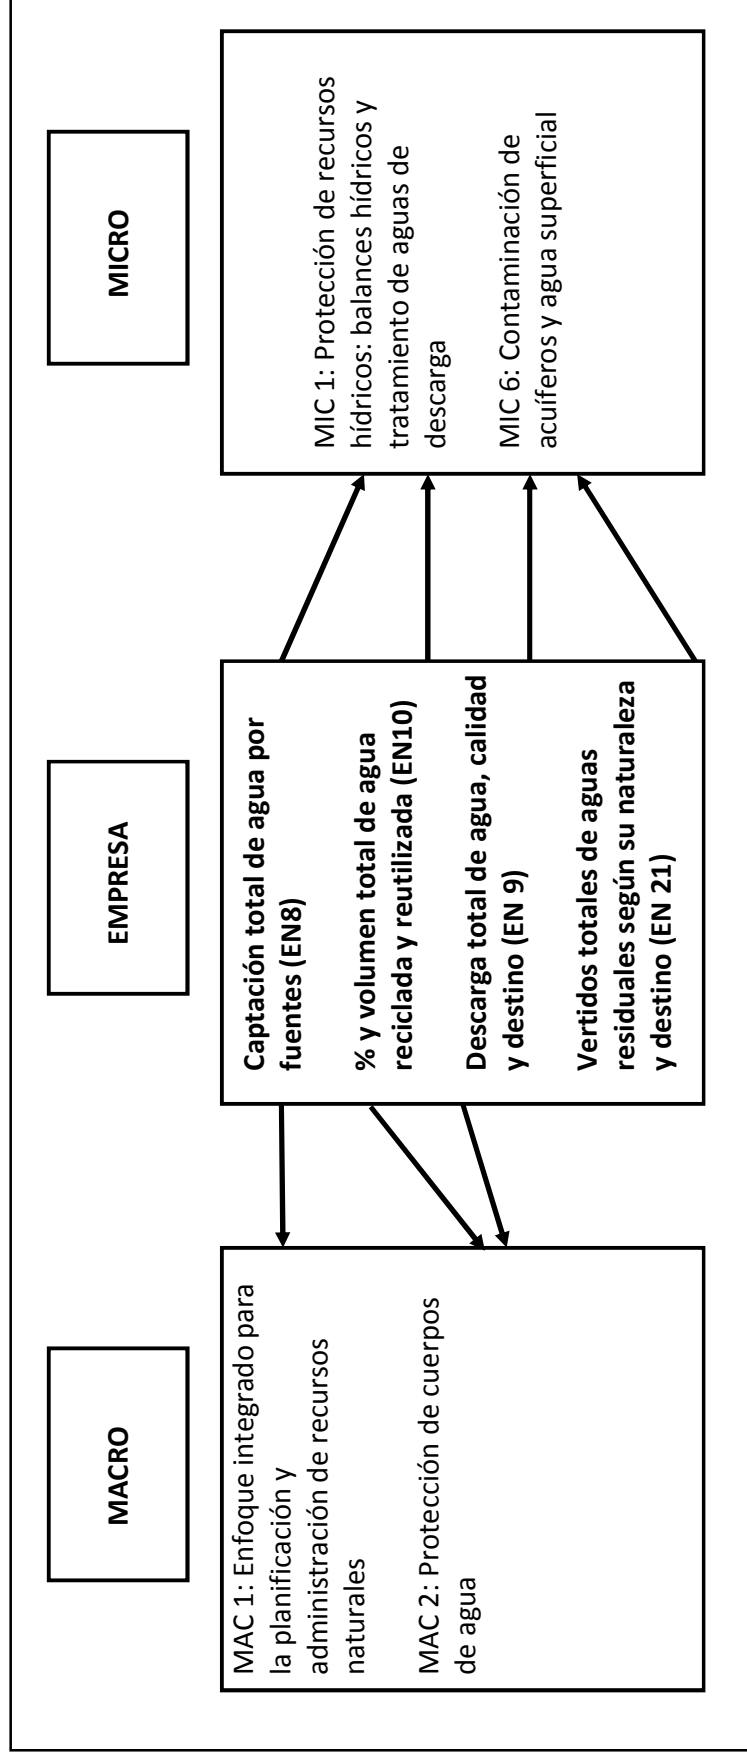 MACRO
MAC 1: Enfoque integrado para
la planificación y
administración de recursos
naturales
MAC 2: Protección de cuerpos
de agua
EMPRESA
Captación total de agua por
fuentes (EN8)
% y volumen total de agua
reciclada y reutilizada (EN10)
Descarga total de agua, calidad
y destino (EN 9)
Vertidos totales de aguas
residuales según su naturaleza
y destino (EN 21)
MICRO
MIC 1: Protección de recursos
hídricos: balances hídricos y
tratamiento de aguas de
descarga
MIC 6: Contaminación de
acuíferos y agua superficial